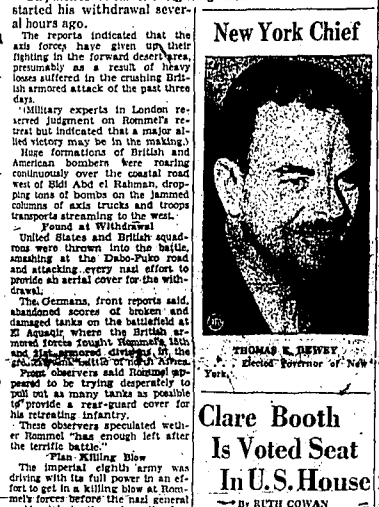 started his withdrawal sever-
al hours ago.
The reports indicated that the
axis forces have given up their
fighting in the forward desert area,
presumably as a result of heavy
losses suffered in the crushing Brit-
ish armored attack of the past three
days.
(Military experts in London re-
served judgment on Rommel's re-
treat but indicated that a major al-
lied victory may be in the making.)
Huge formations of British and
American bombers were roaring
continuously over the coastal road
west of Sidi Abd el Rahman, drop-
ping tons of bombs on the jammed
columns of axis trucks and troops
transports streaming to the west.
Pound at Withdrawal
United States and British squad-
rons were thrown into the battle,
smashing at the Daba-Fuko road
and attacking every nazi effort to
provide an aerial cover for the with-
drawal.
The Germans, front reports said,
abandoned scores of broken and
damaged tanks on the battlefield at
El Aqqaqir, where the British ar-
mored forces fought Rommel's 15th
and 21st armored divisions in the
battle of north Africa.
Front observers said Rommel ap-
peared to be trying desperately to
pull out as many tanks as possible
to provide a rear-guard cover for
his retreating infantry.
These observers speculated weth-
er Rommel "has enough left after
the terrific battle."
Plan Killing Blow
The imperial eighth army was
driving with its full power in an ef-
fort to get in a killing blow at Rom-
mel's forces before the nazi general
New York Chief
THOMAS E. DEWEY
Elected governor of New
York.
Clare Booth
Is Voted Seat
In U. S. House
By RUTH COWAN